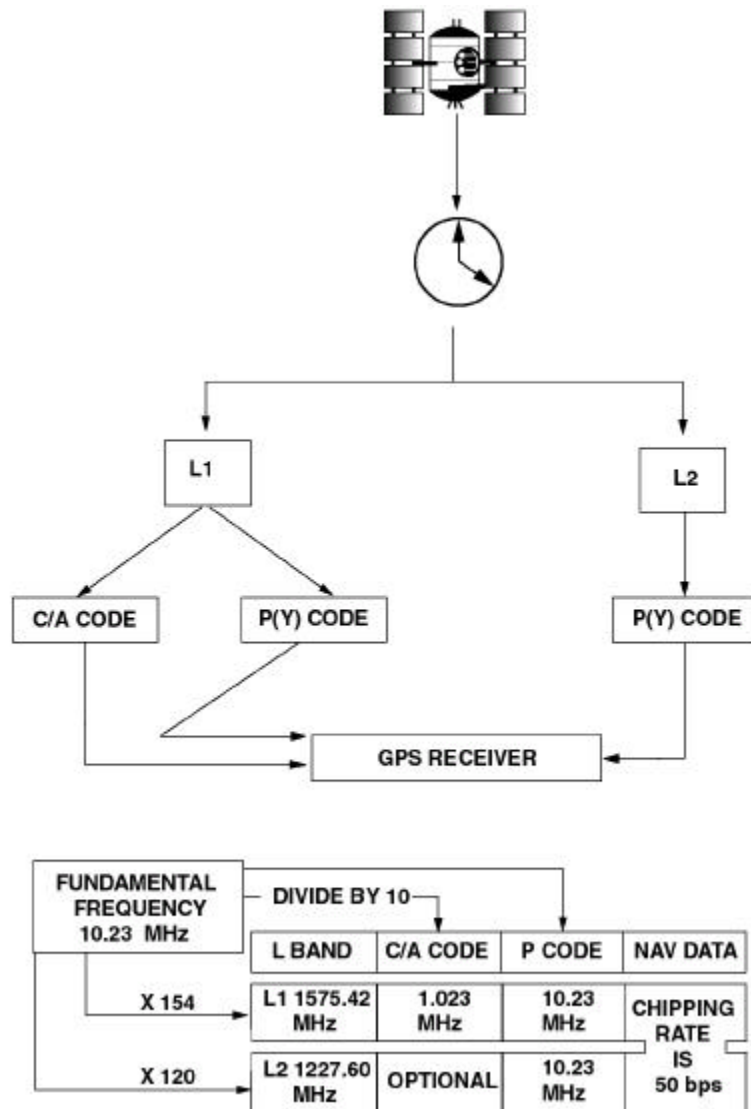 L1
L2
C/A CODE
P(Y) CODE
P(Y) CODE
GPS RECEIVER
FUNDAMENTAL
FREQUENCY
10.23 MHz
DIVIDE BY 10
L BAND
C/A CODE
P CODE
NAV DATA
X 154
L1 1575.42
MHz
1.023
MHz
10.23
MHz
CHIPPING
RATE
IS
50 bps
X 120
L2 1227.60
MHz
OPTIONAL
10.23
MHz